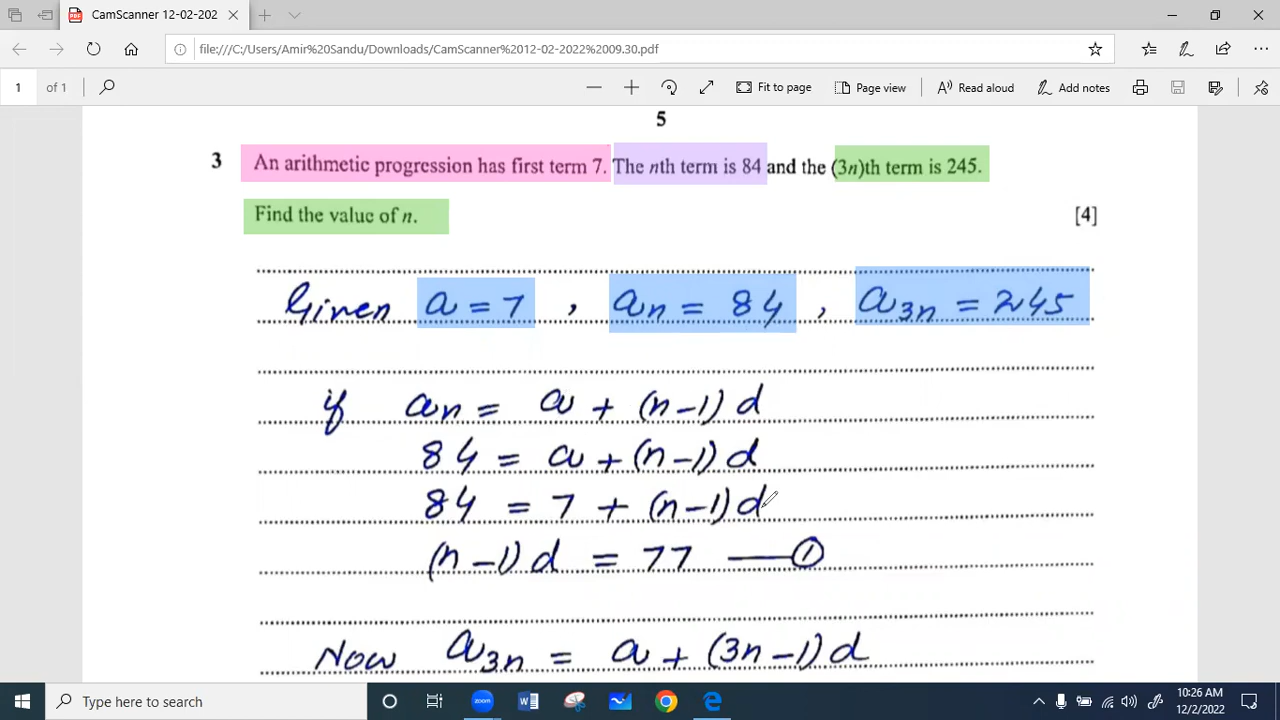 CamScanner 12-02-202
file:///C:/Users/Amir%20Sandu/Downloads/CamScanner%2012-02-2022%2009.30.pdf
1 of 1 Fit to page Page view Read aloud Add notes
5
3 An arithmetic progression has first term 7. The nth term is 84 and the (3n)th term is 245.
Find the value of n. [4]
Given a = 7 , an = 84 , a3n = 245
if an = a + (n-1) d
84 = a + (n-1) d
84 = 7 + (n-1) d
(n-1) d = 77 —— ①
Now a3n = a + (3n-1) d
Type here to search
zoom
10:26 AM
12/2/2022